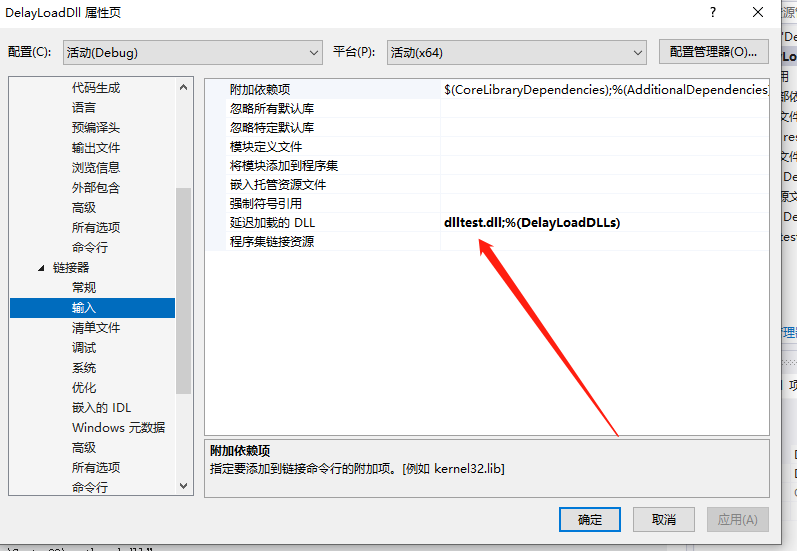 DelayLoadDll 属性页
?
配置(C):
活动(Debug)
平台(P):
活动(x64)
配置管理器(O)...
代码生成
语言
预编译头
输出文件
浏览信息
外部包含
高级
所有选项
命令行
链接器
常规
输入
清单文件
调试
系统
优化
嵌入的 IDL
Windows 元数据
高级
所有选项
命令行
附加依赖项
$(CoreLibraryDependencies);%(AdditionalDependencies)
忽略所有默认库
忽略特定默认库
模块定义文件
将模块添加到程序集
嵌入托管资源文件
强制符号引用
延迟加载的 DLL
dlltest.dll;%(DelayLoadDLLs)
程序集链接资源
附加依赖项
指定要添加到链接命令行的附加项。[例如 kernel32.lib]
确定
取消
应用(A)